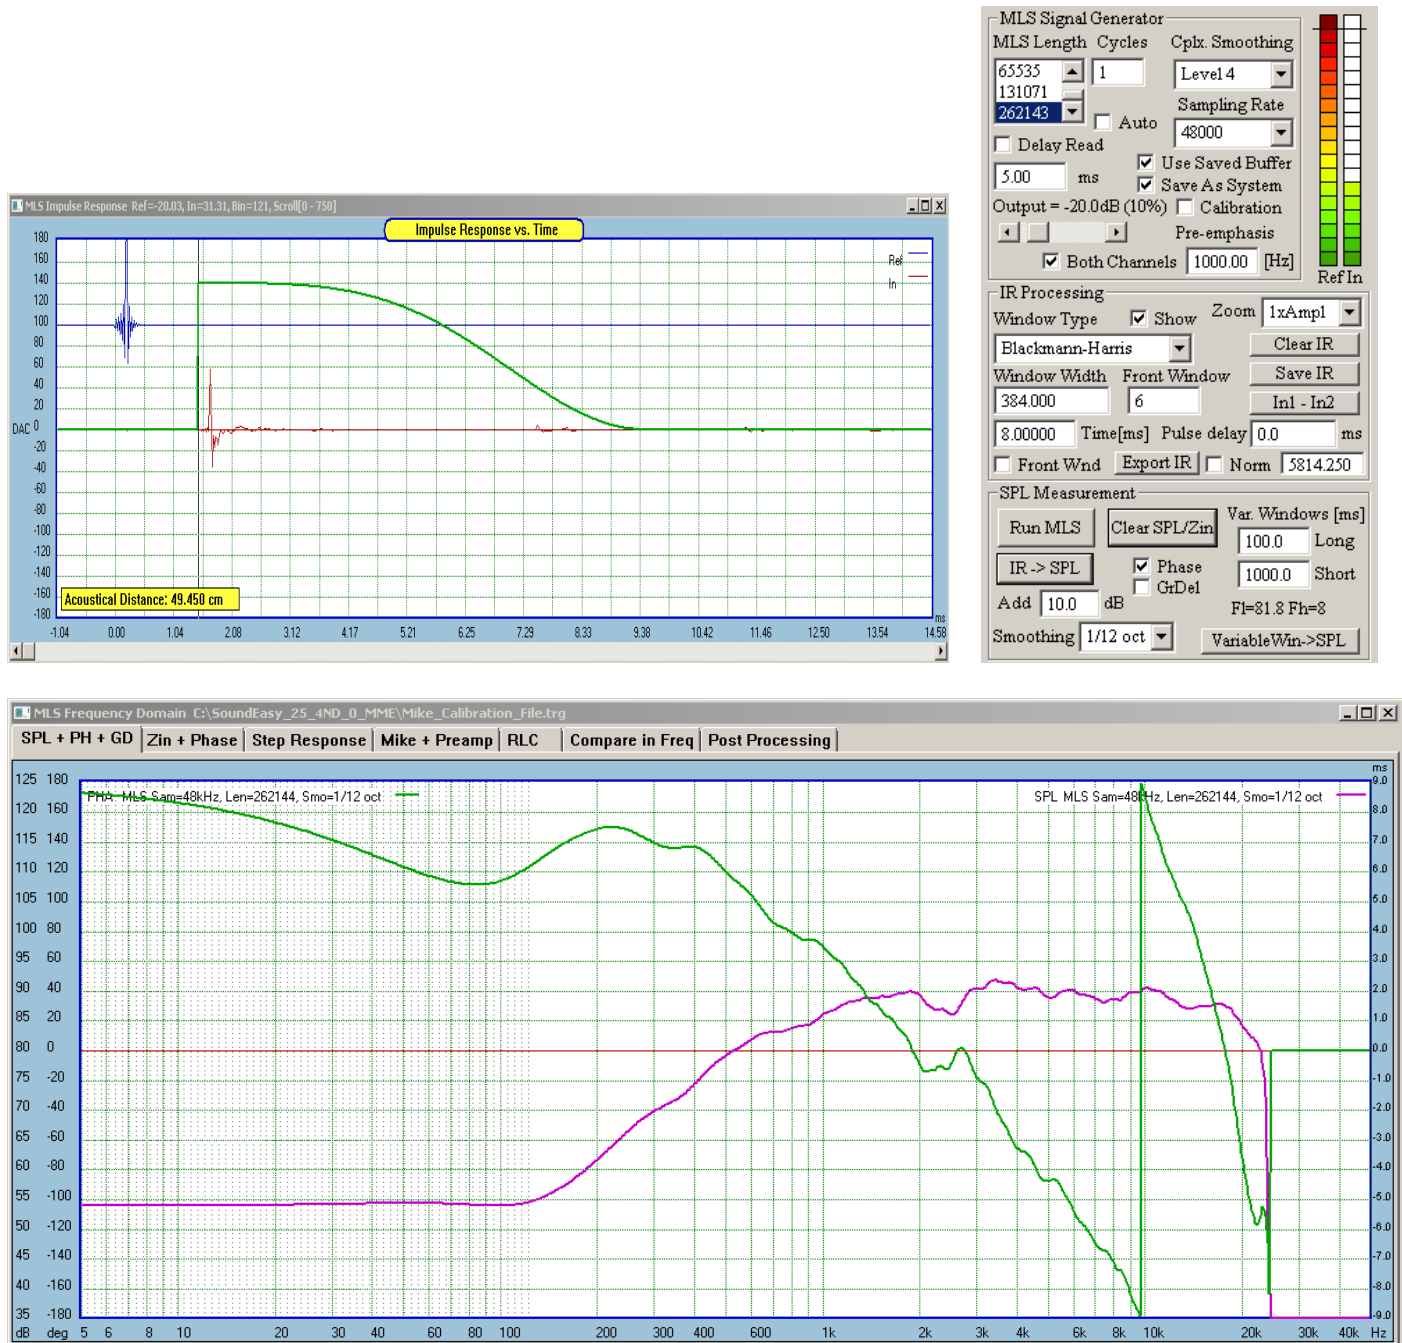 MLS Signal Generator
MLS Length Cycles Cplx. Smoothing
65535 1 Level 4
131071
262143 Auto Sampling Rate
48000
Delay Read
5.00 ms Use Saved Buffer
Save As System
Output = -20.0dB (10%) Calibration
Pre-emphasis
Both Channels 1000.00 [Hz]
Ref In
IR Processing
Window Type Show Zoom 1xAmpl
Blackmann-Harris Clear IR
Window Width Front Window Save IR
384.000 6 In1 - In2
8.00000 Time[ms] Pulse delay 0.0 ms
Front Wnd Export IR Norm 5814.250
SPL Measurement
Run MLS Clear SPL/Zin Var. Windows [ms]
100.0 Long
IR -> SPL Phase
GrDel 1000.0 Short
Add 10.0 dB Fl=81.8 Fh=8
Smoothing 1/12 oct VariableWin->SPL
MLS Impulse Response Ref=-20.03, In=31.31, Bin=121, Scroll[0 - 750]
Impulse Response vs. Time
Ref
In
180
160
140
120
100
80
60
40
20
DAC 0
-20
-40
-60
-80
-100
-120
-140
-160
-180
Acoustical Distance: 49.450 cm
ms
-1.04 0.00 1.04 2.08 3.12 4.17 5.21 6.25 7.29 8.33 9.38 10.42 11.46 12.50 13.54 14.58
MLS Frequency Domain C:\SoundEasy_25_4ND_0_MME\Mike_Calibration_File.trg
SPL + PH + GD Zin + Phase Step Response Mike + Preamp RLC Compare in Freq Post Processing
ms
125 180 9.0
PHA MLS Sam=48kHz, Len=262144, Smo=1/12 oct SPL MLS Sam=48kHz, Len=262144, Smo=1/12 oct
120 160 8.0
115 140 7.0
110 120 6.0
105 100 5.0
100 80 4.0
95 60 3.0
90 40 2.0
85 20 1.0
80 0 0.0
75 -20 -1.0
70 -40 -2.0
65 -60 -3.0
60 -80 -4.0
55 -100 -5.0
50 -120 -6.0
45 -140 -7.0
40 -160 -8.0
35 -180 -9.0
dB deg 5 6 8 10 20 30 40 60 80 100 200 300 400 600 1k 2k 3k 4k 6k 8k 10k 20k 30k Hz